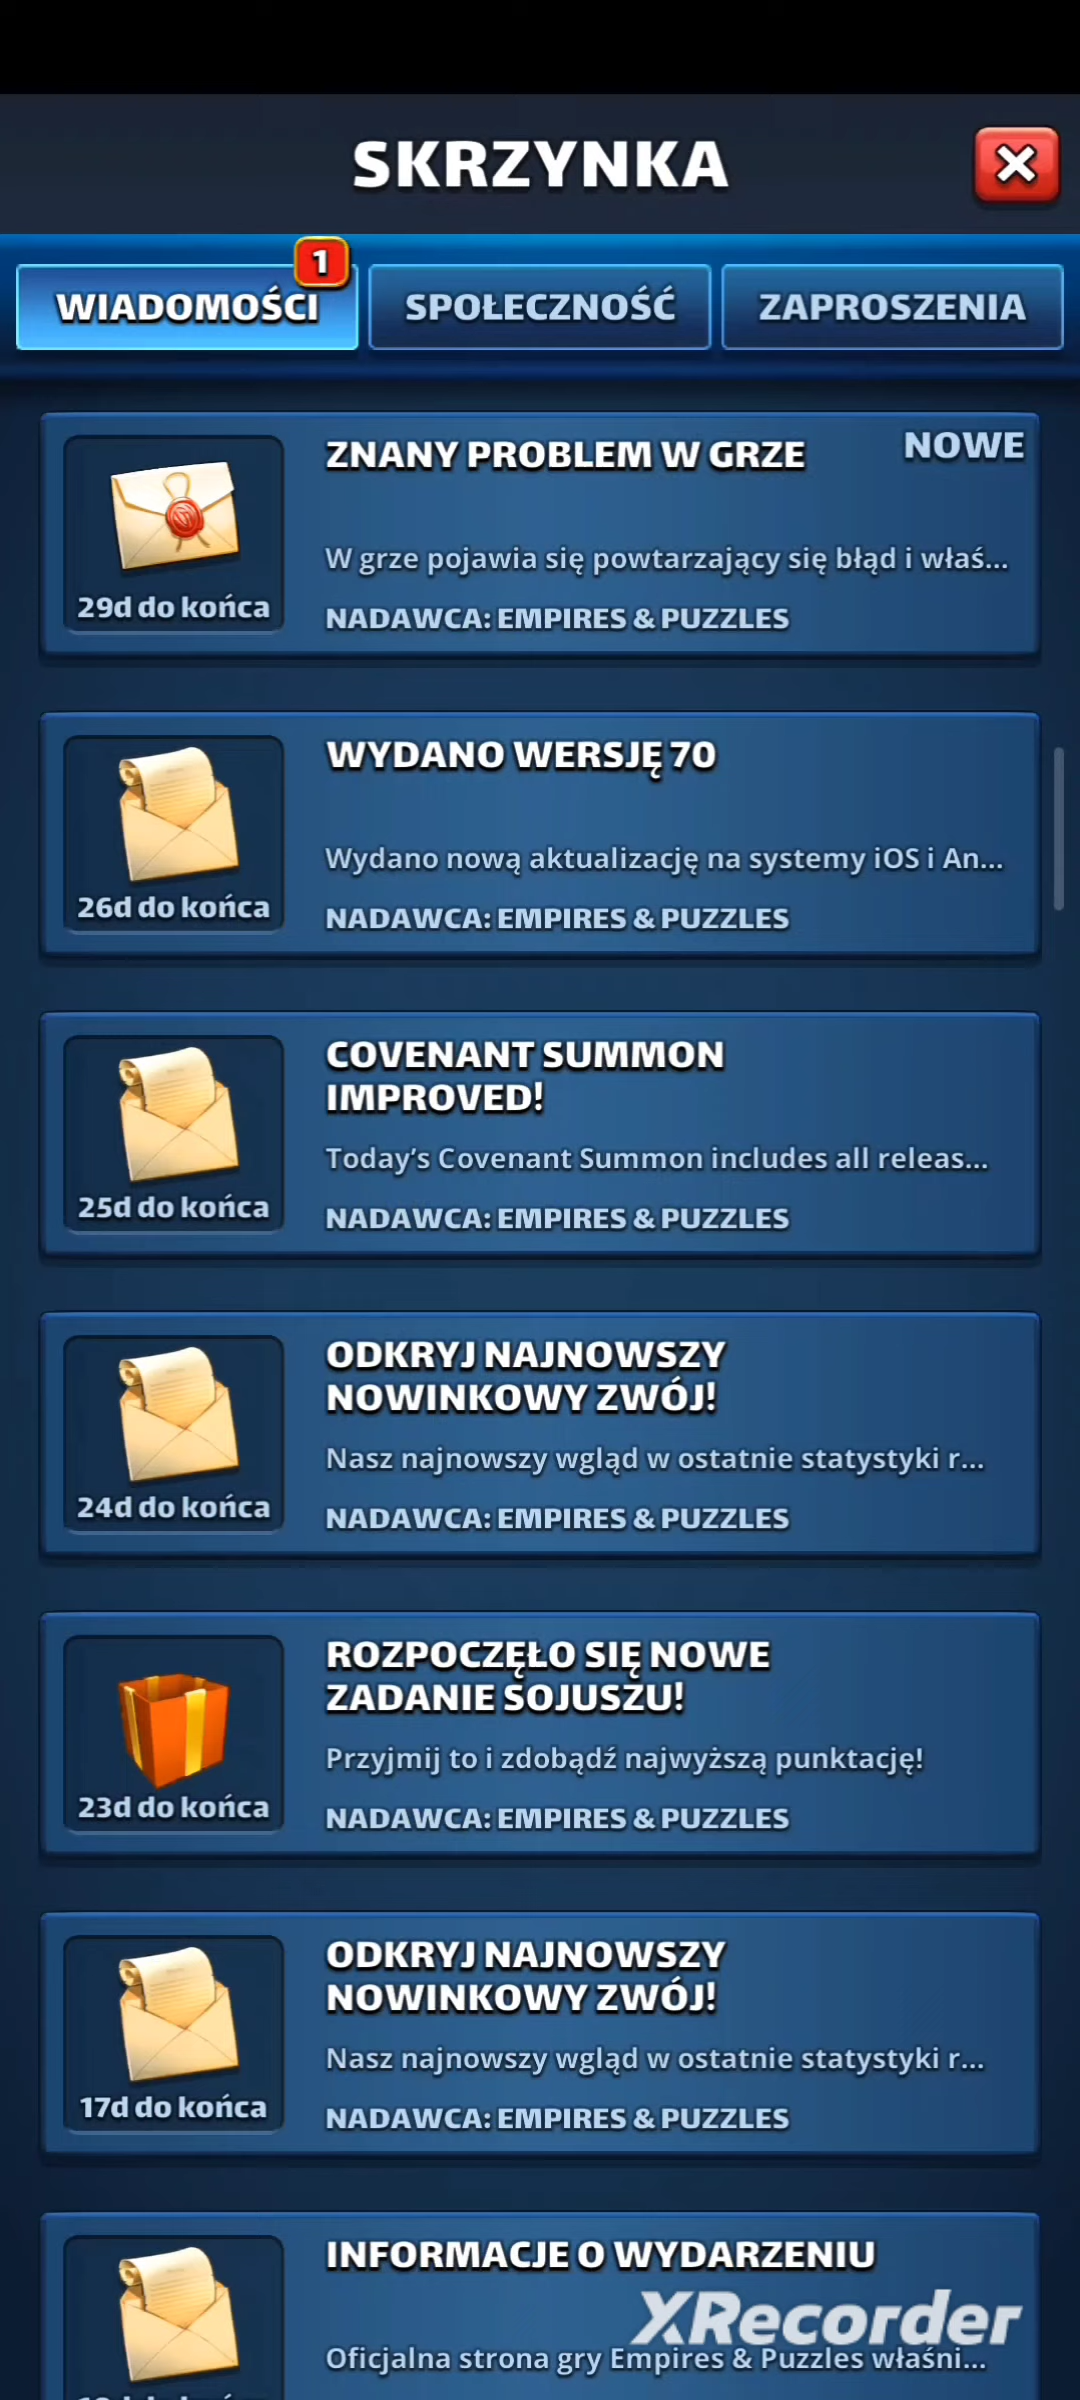 SKRZYNKA
1
WIADOMOŚCI
SPOŁECZNOŚĆ
ZAPROSZENIA
ZNANY PROBLEM W GRZE
NOWE
W grze pojawia się powtarzający się błąd i właś...
29d do końca
NADAWCA: EMPIRES & PUZZLES
WYDANO WERSJĘ 70
Wydano nową aktualizację na systemy iOS i An...
26d do końca
NADAWCA: EMPIRES & PUZZLES
COVENANT SUMMON
IMPROVED!
Today’s Covenant Summon includes all releas...
25d do końca
NADAWCA: EMPIRES & PUZZLES
ODKRYJ NAJNOWSZY
NOWINKOWY ZWÓJ!
Nasz najnowszy wgląd w ostatnie statystyki r...
24d do końca
NADAWCA: EMPIRES & PUZZLES
ROZPOCZĘŁO SIĘ NOWE
ZADANIE SOJUSZU!
Przyjmij to i zdobądź najwyższą punktację!
23d do końca
NADAWCA: EMPIRES & PUZZLES
ODKRYJ NAJNOWSZY
NOWINKOWY ZWÓJ!
Nasz najnowszy wgląd w ostatnie statystyki r...
17d do końca
NADAWCA: EMPIRES & PUZZLES
INFORMACJE O WYDARZENIU
XRecorder
Oficjalna strona gry Empires & Puzzles właśni...